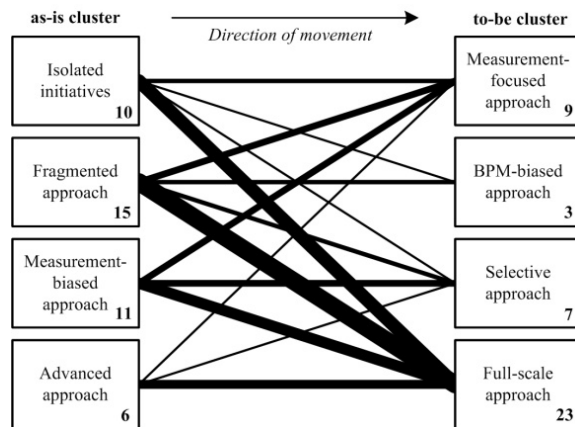 as-is cluster
Direction of movement
to-be cluster
Isolated
initiatives
10
Fragmented
approach
15
Measurement-
biased
approach
11
Advanced
approach
6
Measurement-
focused
approach
9
BPM-biased
approach
3
Selective
approach
7
Full-scale
approach
23